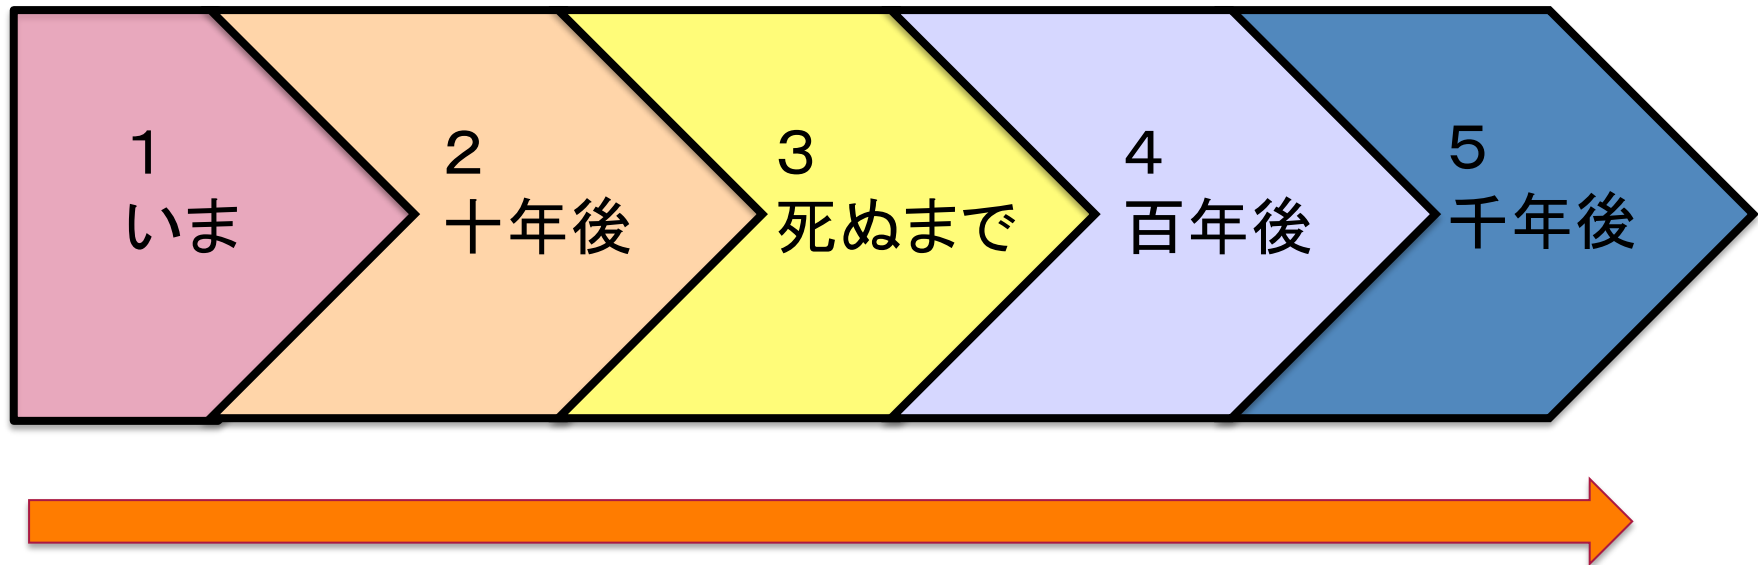 １
いま
２
十年後
３
死ぬまで
４
百年後
５
千年後